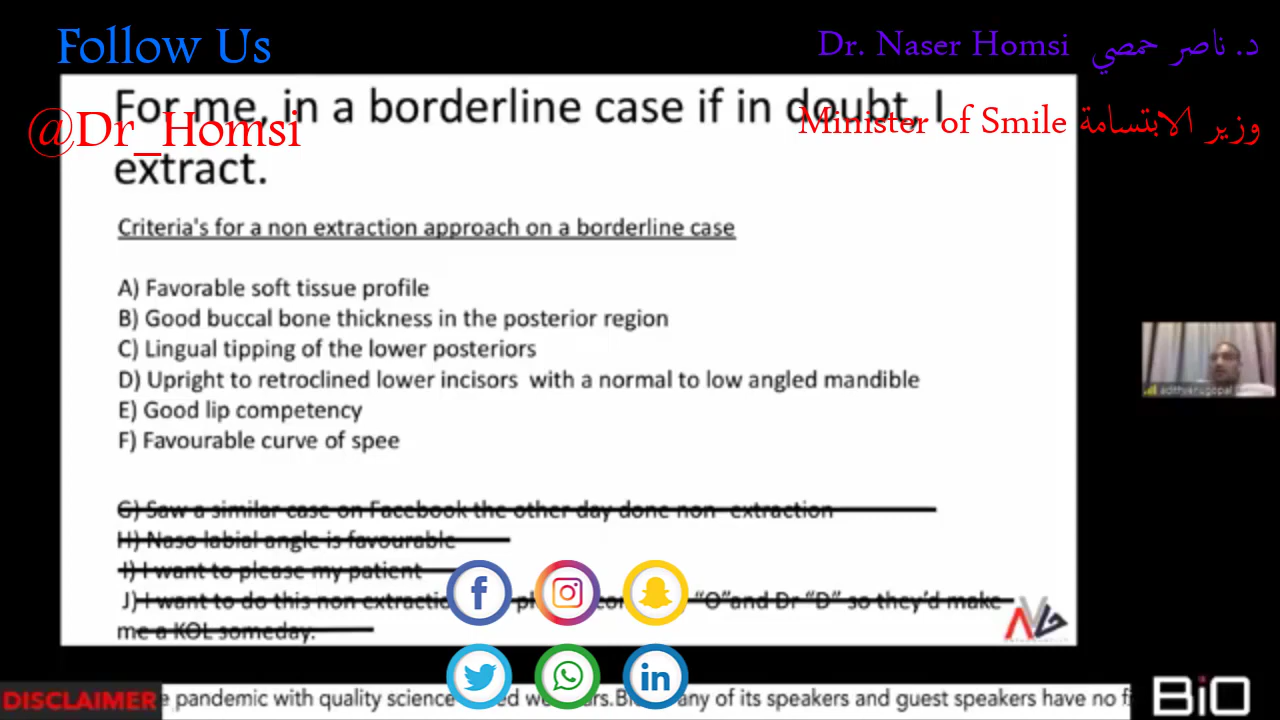 Follow Us
Dr. Naser Homsi د. ناصر حمصي
For me, in a borderline case if in doubt, I
@Dr_Homsi
Minister of Smile وزير الابتسامة
extract.
Criteria's for a non extraction approach on a borderline case
A) Favorable soft tissue profile
B) Good buccal bone thickness in the posterior region
C) Lingual tipping of the lower posteriors
D) Upright to retroclined lower incisors with a normal to low angled mandible
E) Good lip competency
F) Favourable curve of spee
G) Saw a similar case on Facebook the other day done non extraction
H) Naso labial angle is favourable
I) I want to please my patient
J) I want to do this non extractio "O"and Dr "D" so they'd make
me a KOL someday.
DISCLAIMER e pandemic with quality science any of its speakers and guest speakers have no
BiO